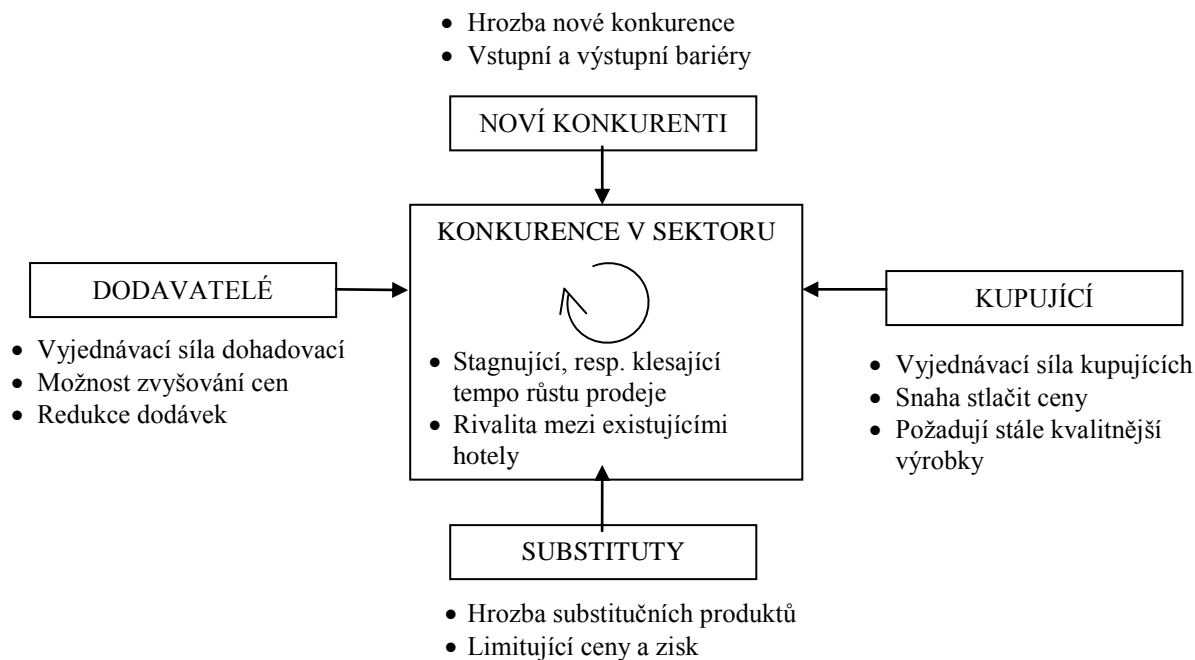 • Hrozba nové konkurence
• Vstupní a výstupní bariéry
NOVÍ KONKURENTI
KONKURENCE V SEKTORU
• Stagnující, resp. klesající
tempo růstu prodeje
• Rivalita mezi existujícími
hotely
DODAVATELÉ
• Vyjednávací síla dohadovací
• Možnost zvyšování cen
• Redukce dodávek
KUPUJÍCÍ
• Vyjednávací síla kupujících
• Snaha stlačit ceny
• Požadují stále kvalitnější
výrobky
SUBSTITUTY
• Hrozba substitučních produktů
• Limitující ceny a zisk